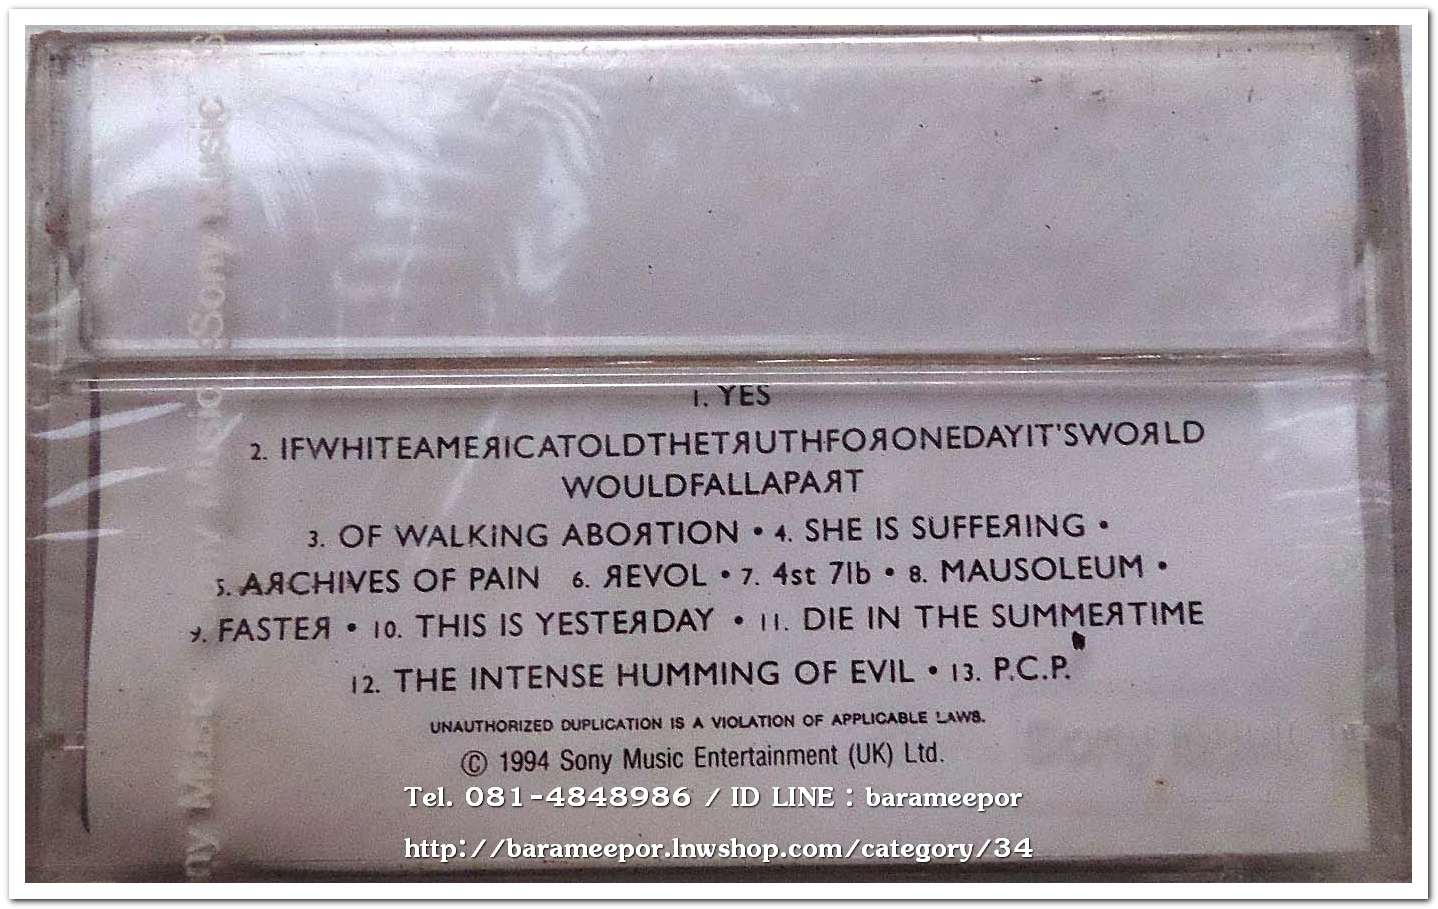 Sony Music
1. YES
2. IFWHITEAMEЯICATOLDTHETЯUTHFOЯONEDAYIT'SWOЯLD
WOULDFALLAPAЯT
3. OF WALKING ABOЯTION • 4. SHE IS SUFFEЯING •
5. AЯCHIVES OF PAIN 6. ЯEVOL • 7. 4st 7lb • 8. MAUSOLEUM •
9. FASTEЯ • 10. THIS IS YESTEЯDAY • 11. DIE IN THE SUMMEЯTIME
12. THE INTENSE HUMMING OF EVIL • 13. P.C.P.
UNAUTHORIZED DUPLICATION IS A VIOLATION OF APPLICABLE LAWS.
© 1994 Sony Music Entertainment (UK) Ltd.
Tel. 081-4848986 / ID LINE : barameepor
http://barameepor.lnwshop.com/category/34